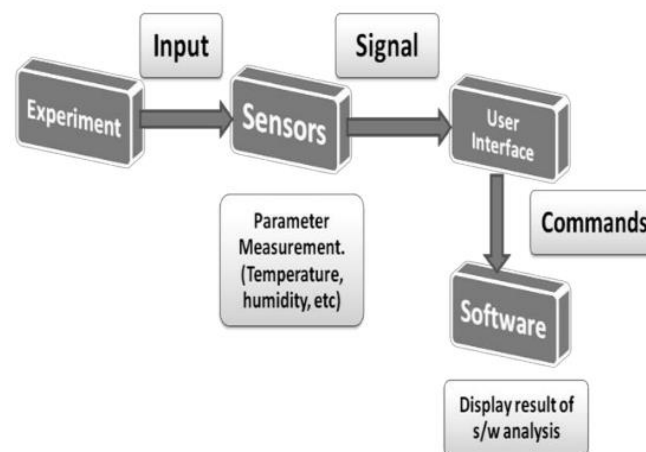 Input
Signal
Experiment
Sensors
User
Interface
Parameter
Measurement.
(Temperature,
humidity, etc)
Commands
Software
Display result of
s/w analysis